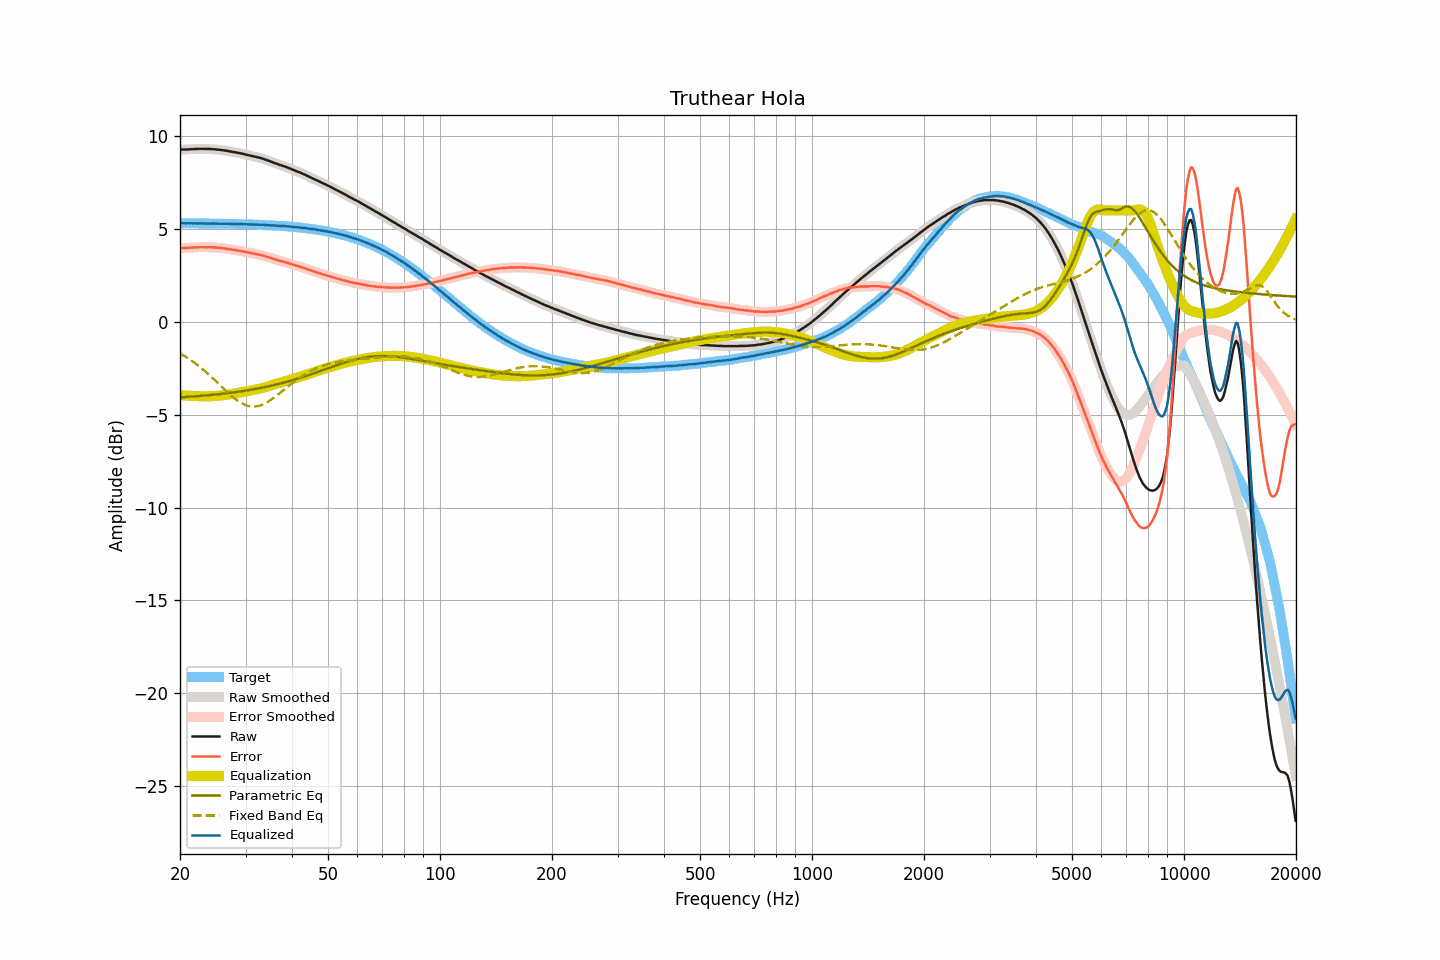 Truthear Hola
Amplitude (dBr)
10
5
0
−5
−10
−15
−20
−25
Target
Raw Smoothed
Error Smoothed
Raw
Error
Equalization
Parametric Eq
Fixed Band Eq
Equalized
20 50 100 200 500 1000 2000 5000 10000 20000
Frequency (Hz)